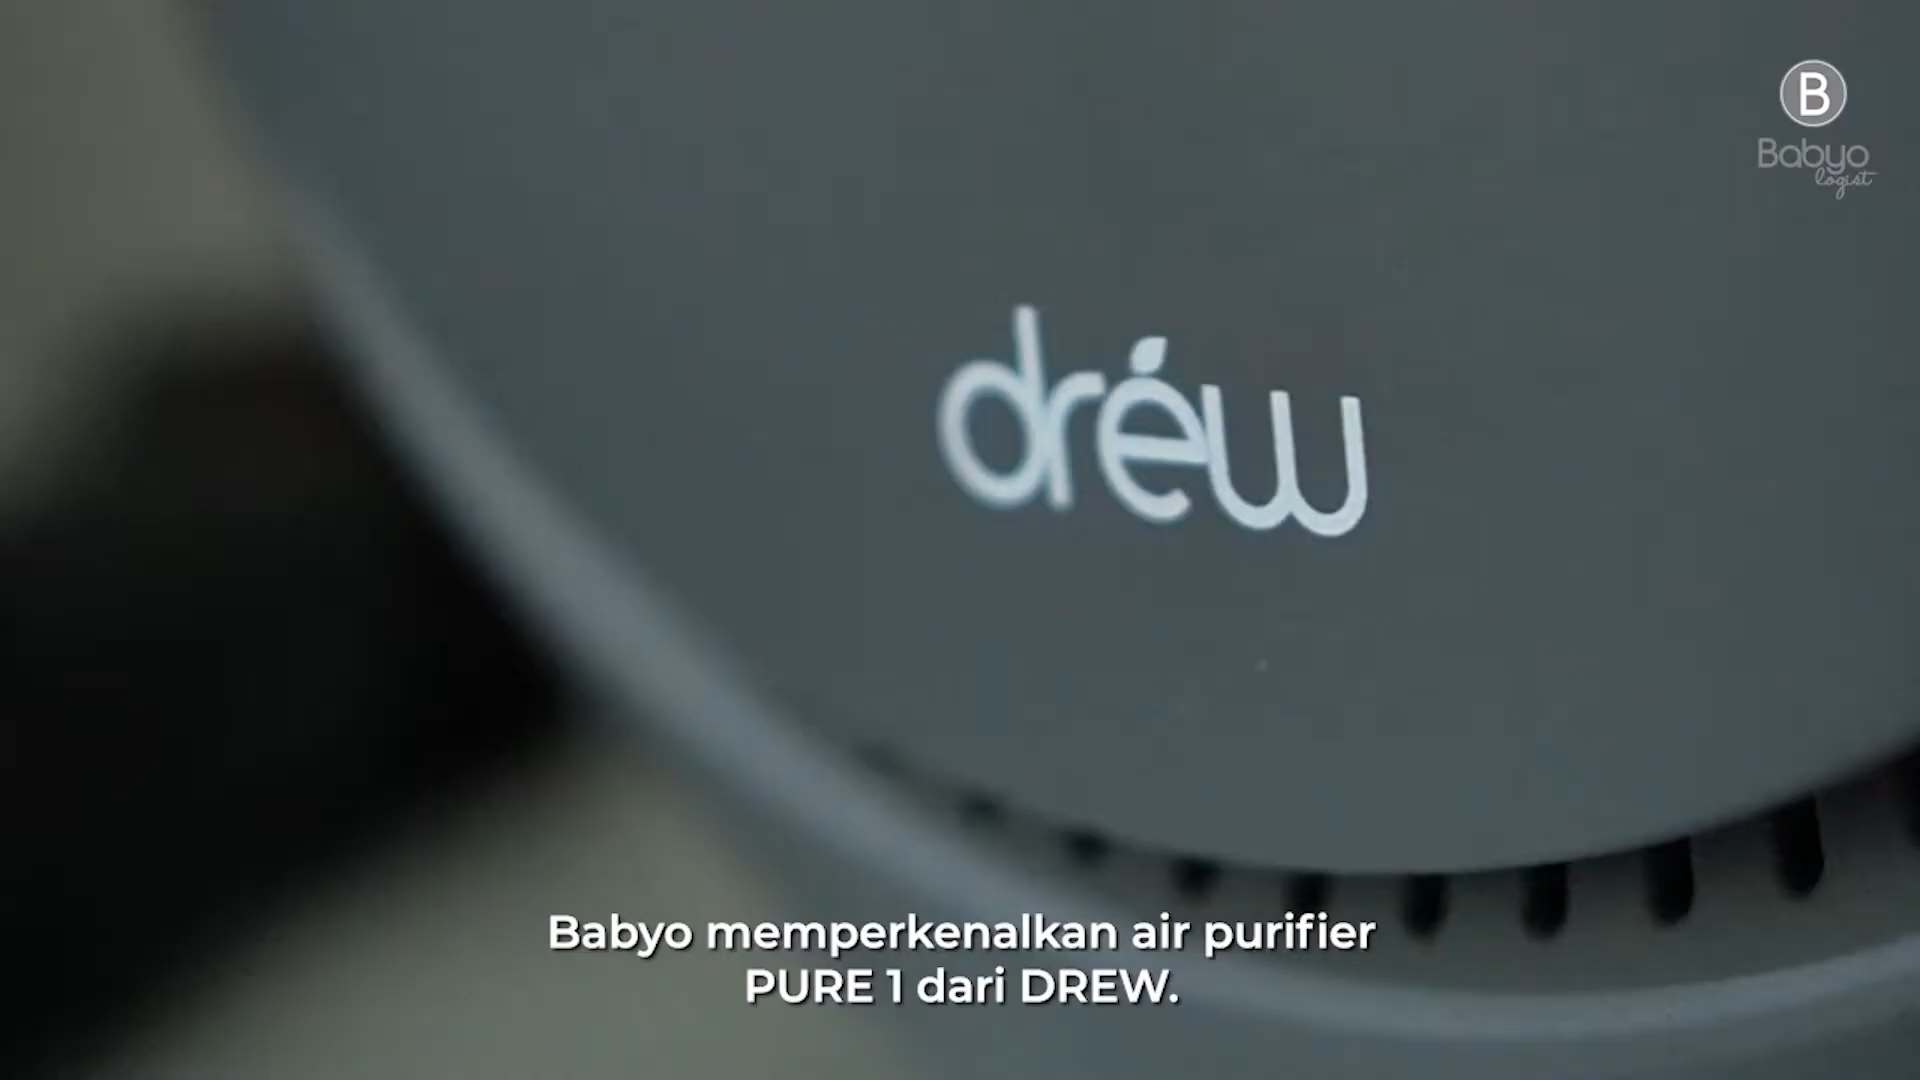 B
Babyo
logist
dréw
Babyo memperkenalkan air purifier
PURE 1 dari DREW.